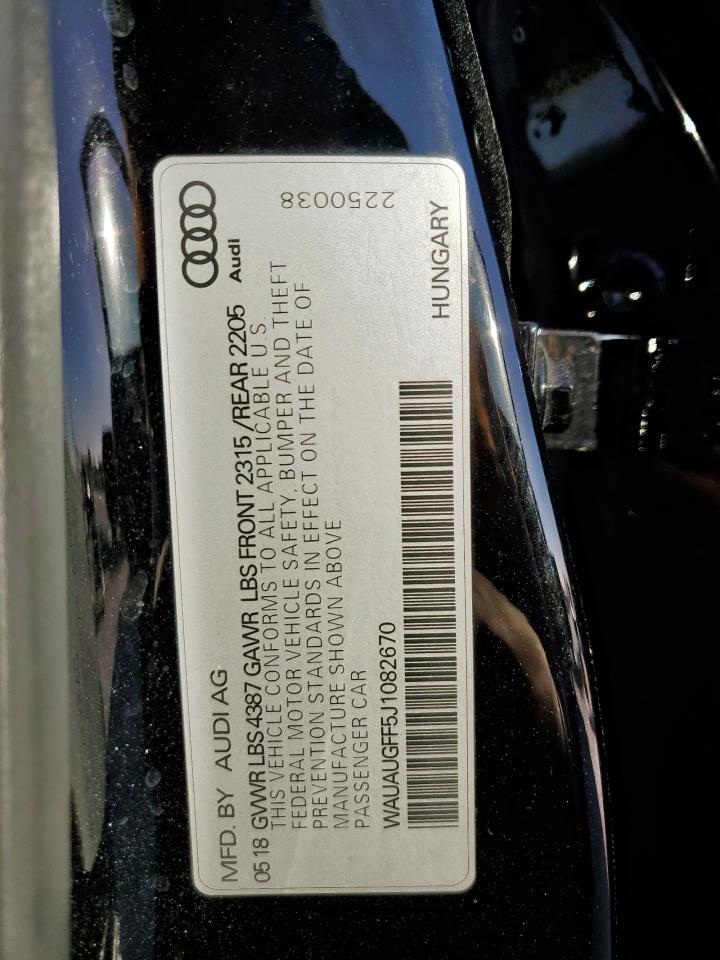 MFD. BY AUDI AG
Audi
05 18 GVWR LBS 4387 GAWR LBS FRONT 2315 /REAR 2205
THIS VEHICLE CONFORMS TO ALL APPLICABLE U.S.
FEDERAL MOTOR VEHICLE SAFETY, BUMPER AND THEFT
PREVENTION STANDARDS IN EFFECT ON THE DATE OF
MANUFACTURE SHOWN ABOVE
PASSENGER CAR
2250038
WAUAUGFF5J1082670
HUNGARY